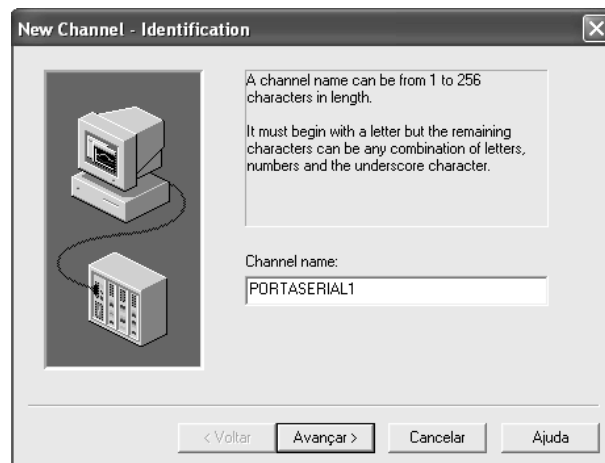 New Channel - Identification
A channel name can be from 1 to 256
characters in length.
It must begin with a letter but the remaining
characters can be any combination of letters,
numbers and the underscore character.
Channel name:
PORTASERIAL1
< Voltar
Avançar >
Cancelar
Ajuda